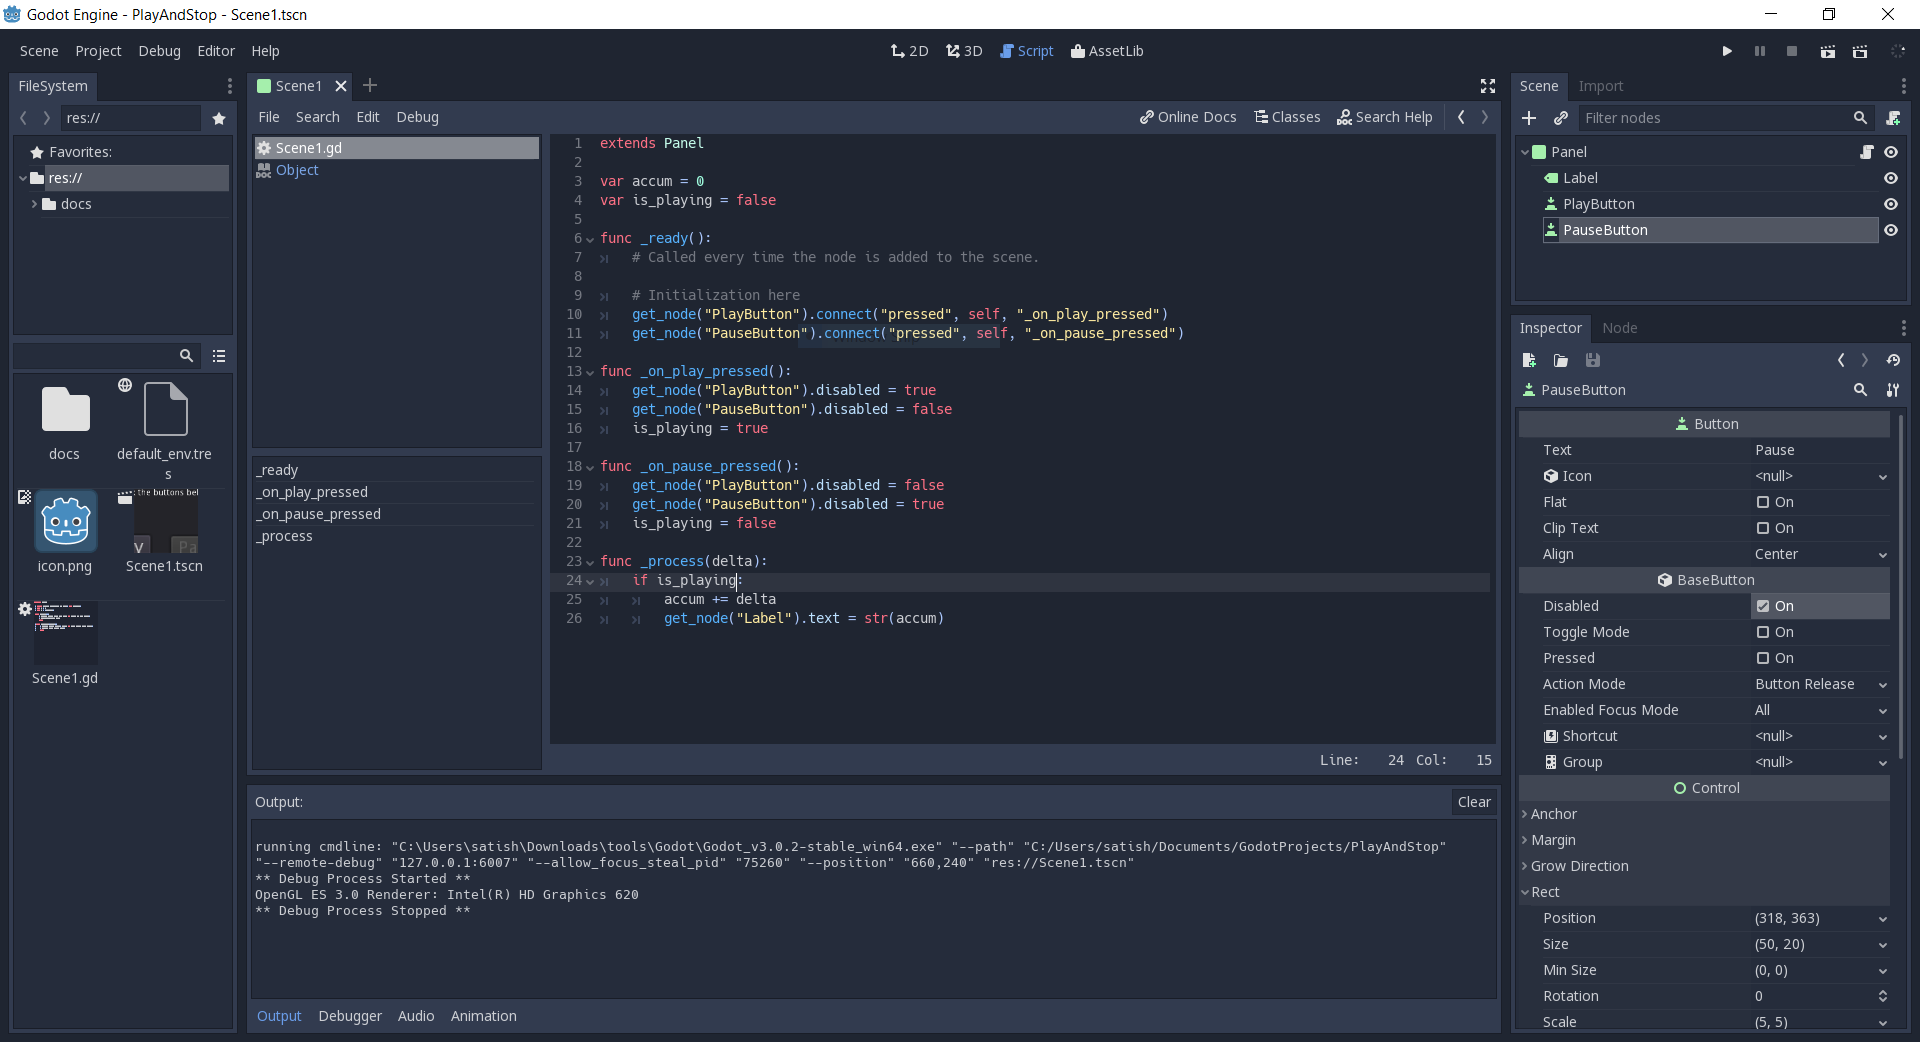 Godot Engine - PlayAndStop - Scene1.tscn
Scene Project Debug Editor Help
2D 3D Script AssetLib
FileSystem
res://
Favorites:
res://
docs
docs
default_env.tre
s
the buttons bel
Pa
icon.png
Scene1.tscn
Scene1.gd
Scene1
File Search Edit Debug
Online Docs Classes Search Help
Scene1.gd
Object
_ready
_on_play_pressed
_on_pause_pressed
_process
1 extends Panel
2
3 var accum = 0
4 var is_playing = false
5
6 func _ready():
7 # Called every time the node is added to the scene.
8
9 # Initialization here
10 get_node("PlayButton").connect("pressed", self, "_on_play_pressed")
11 get_node("PauseButton").connect("pressed", self, "_on_pause_pressed")
12
13 func _on_play_pressed():
14 get_node("PlayButton").disabled = true
15 get_node("PauseButton").disabled = false
16 is_playing = true
17
18 func _on_pause_pressed():
19 get_node("PlayButton").disabled = false
20 get_node("PauseButton").disabled = true
21 is_playing = false
22
23 func _process(delta):
24 if is_playing:
25 accum += delta
26 get_node("Label").text = str(accum)
Line: 24 Col: 15
Output:
Clear
running cmdline: "C:\Users\satish\Downloads\tools\Godot\Godot_v3.0.2-stable_win64.exe" "--path" "C:/Users/satish/Documents/GodotProjects/PlayAndStop"
"--remote-debug" "127.0.0.1:6007" "--allow_focus_steal_pid" "75260" "--position" "660,240" "res://Scene1.tscn"
** Debug Process Started **
OpenGL ES 3.0 Renderer: Intel(R) HD Graphics 620
** Debug Process Stopped **
Output Debugger Audio Animation
Scene Import
Filter nodes
Panel
Label
PlayButton
PauseButton
Inspector Node
PauseButton
Button
Text Pause
Icon <null>
Flat On
Clip Text On
Align Center
BaseButton
Disabled On
Toggle Mode On
Pressed On
Action Mode Button Release
Enabled Focus Mode All
Shortcut <null>
Group <null>
Control
Anchor
Margin
Grow Direction
Rect
Position (318, 363)
Size (50, 20)
Min Size (0, 0)
Rotation 0
Scale (5, 5)